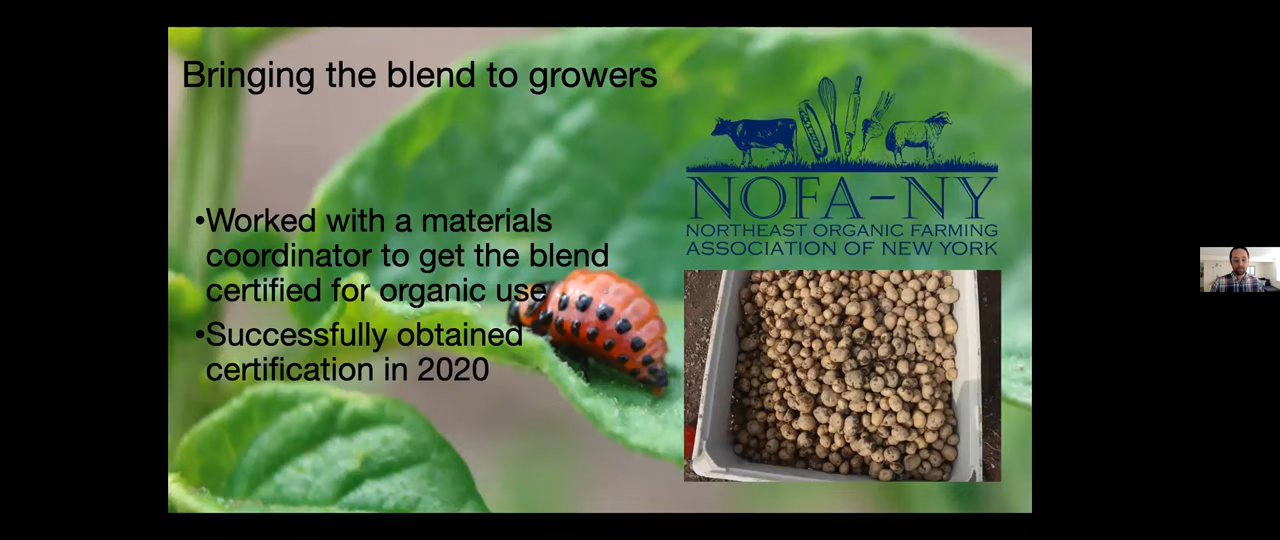 Bringing the blend to growers
•Worked with a materials
coordinator to get the blend
certified for organic use
•Successfully obtained
certification in 2020
NOFA-NY
NORTHEAST ORGANIC FARMING
ASSOCIATION OF NEW YORK